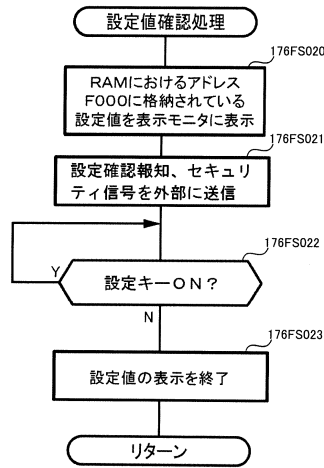 設定値確認処理
176FS020
RAMにおけるアドレス
F000に格納されている
設定値を表示モニタに表示
176FS021
設定確認報知、セキュリ
ティ信号を外部に送信
176FS022
Y
設定キーON?
N
176FS023
設定値の表示を終了
リターン